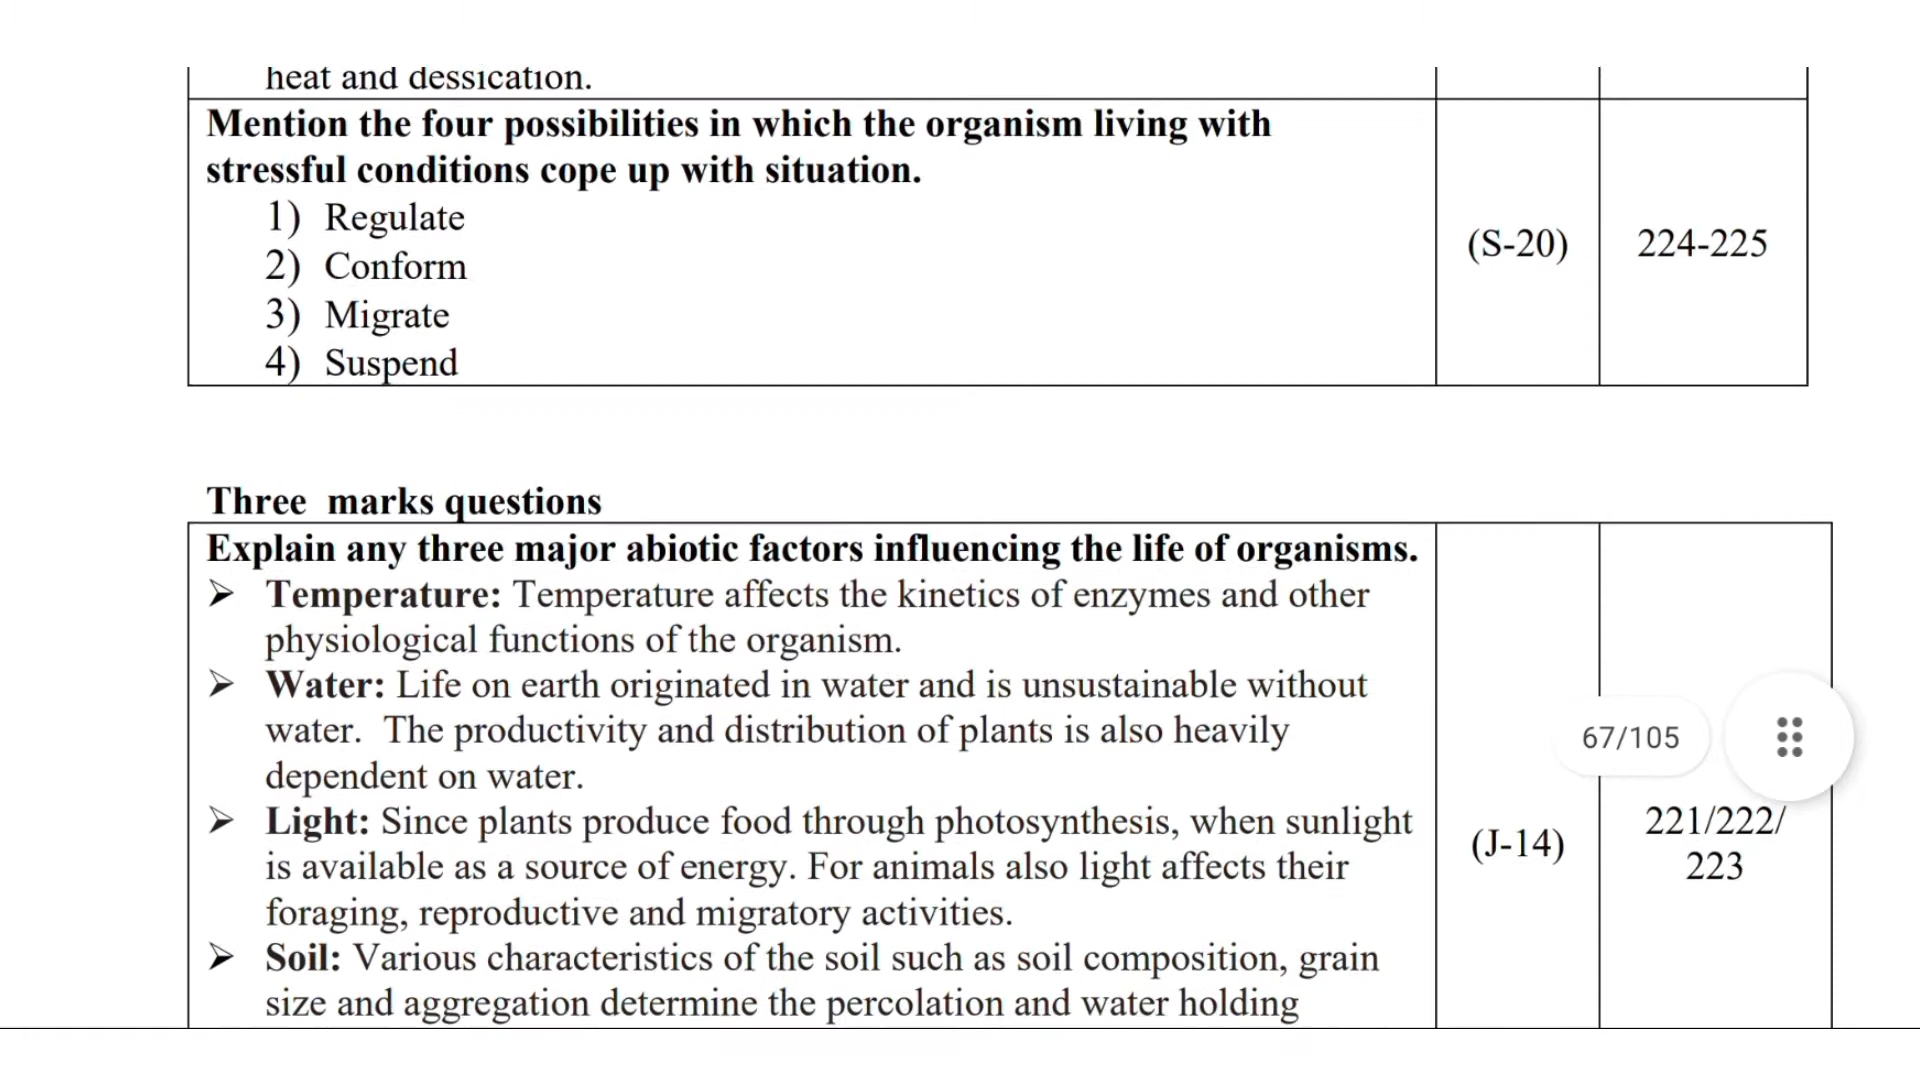 heat and dessication.
Mention the four possibilities in which the organism living with
stressful conditions cope up with situation.
1) Regulate
2) Conform
3) Migrate
4) Suspend
(S-20)
224-225
Three marks questions
Explain any three major abiotic factors influencing the life of organisms.
➢ Temperature: Temperature affects the kinetics of enzymes and other
physiological functions of the organism.
➢ Water: Life on earth originated in water and is unsustainable without
water. The productivity and distribution of plants is also heavily
dependent on water.
➢ Light: Since plants produce food through photosynthesis, when sunlight
is available as a source of energy. For animals also light affects their
foraging, reproductive and migratory activities.
➢ Soil: Various characteristics of the soil such as soil composition, grain
size and aggregation determine the percolation and water holding
(J-14)
221/222/
223
67/105